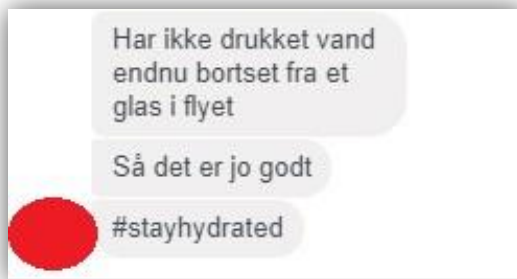 Har ikke drukket vand
endnu bortset fra et
glas i flyet
Så det er jo godt
#stayhydrated